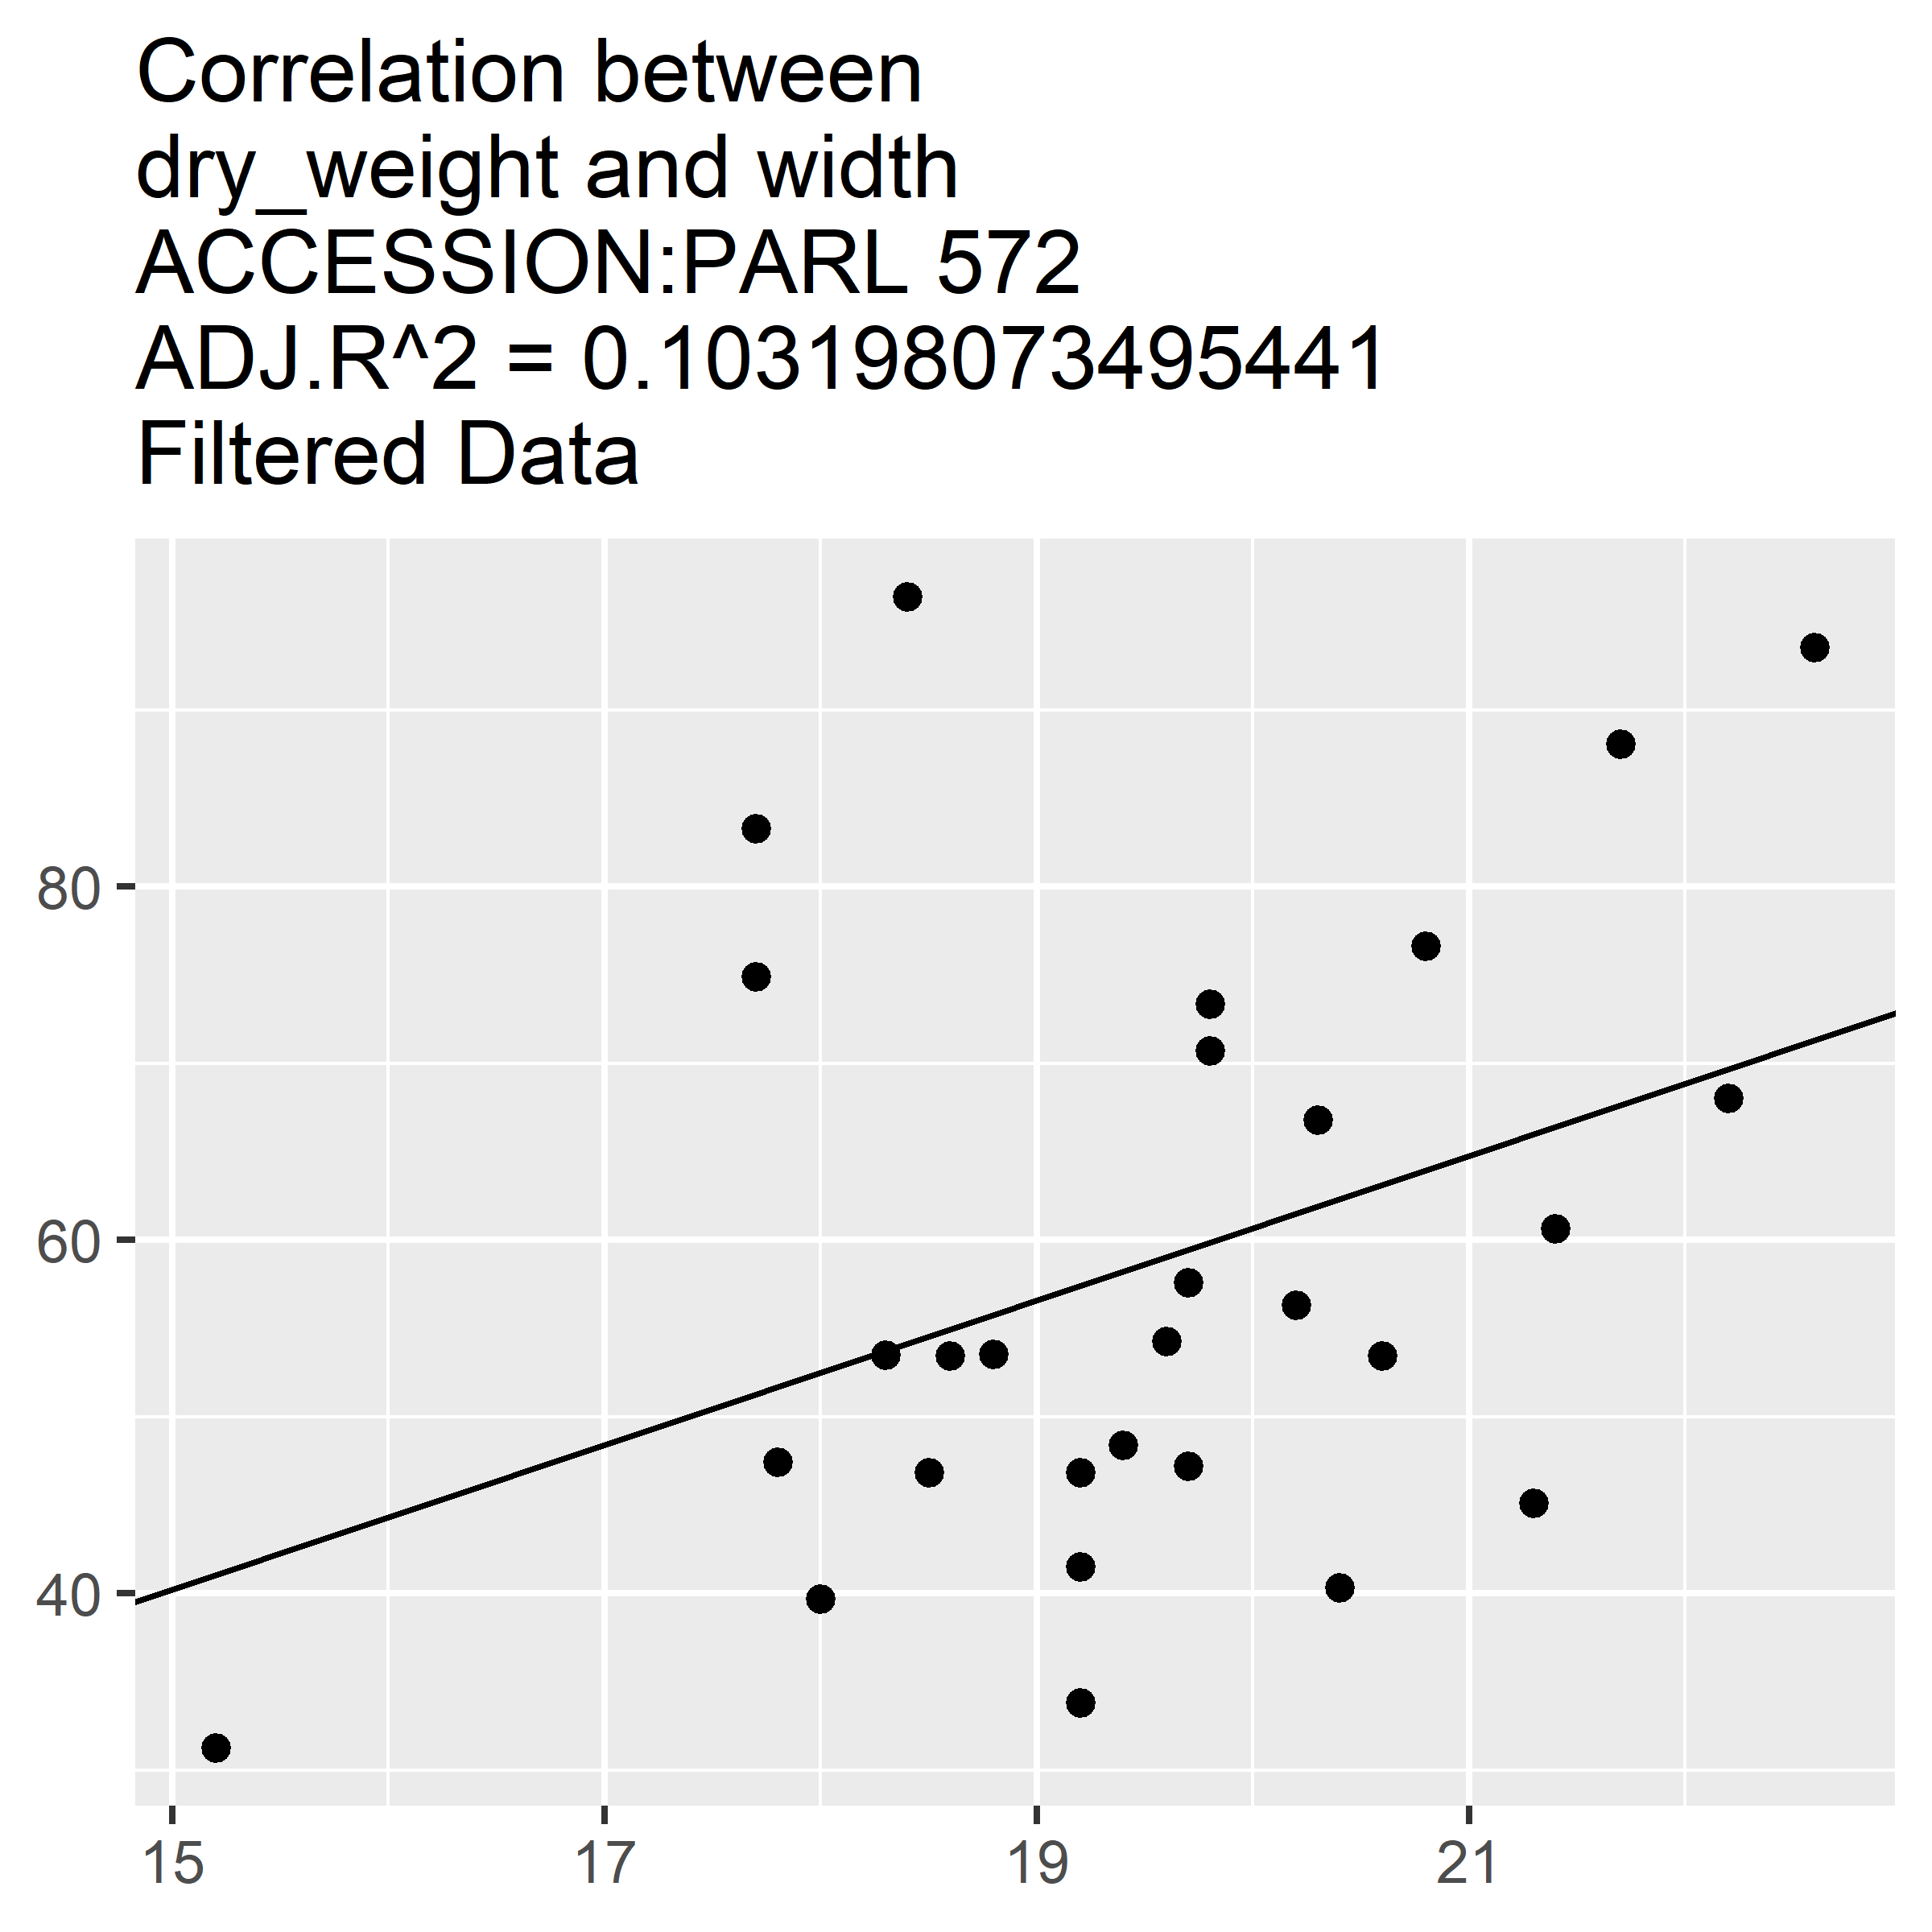 Correlation between
dry_weight and width
ACCESSION:PARL 572
ADJ.R^2 = 0.103198073495441
Filtered Data
80
60
40
15 17 19 21